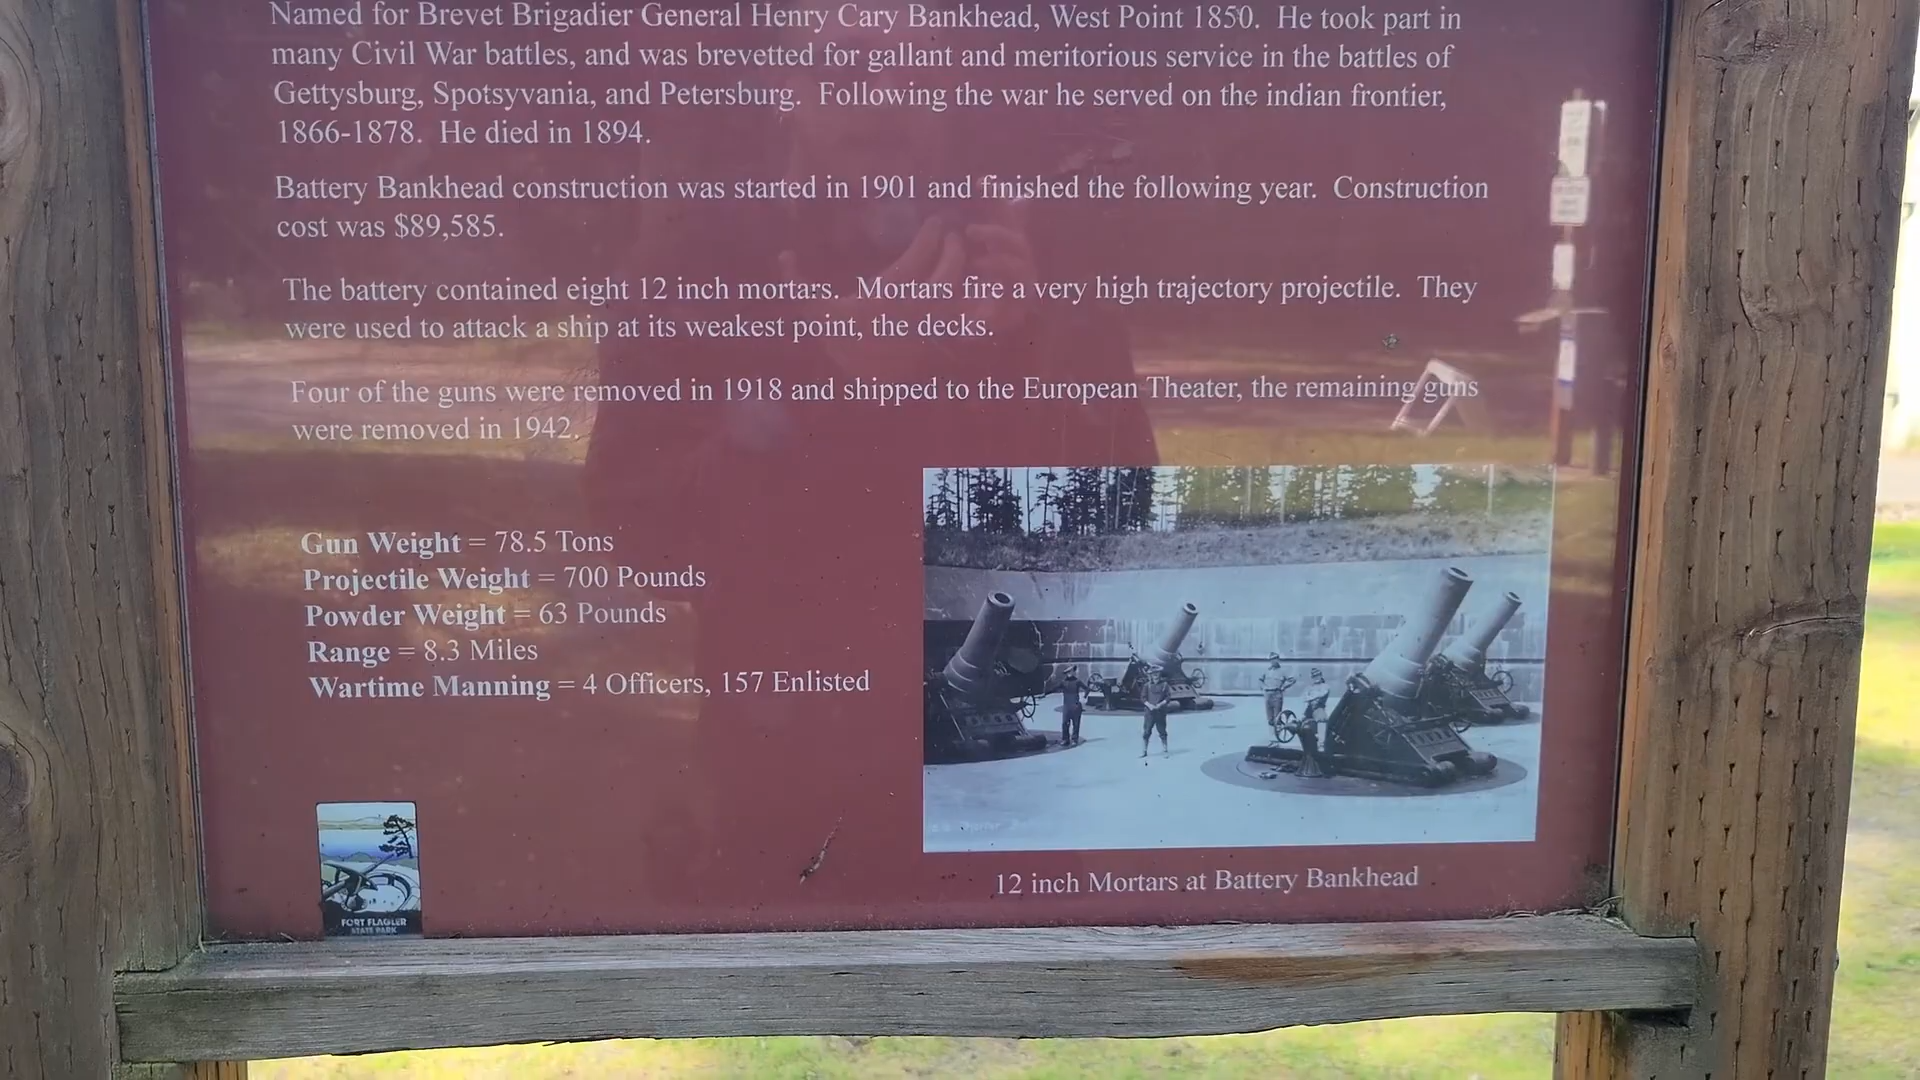 Named for Brevet Brigadier General Henry Cary Bankhead, West Point 1850. He took part in
many Civil War battles, and was brevetted for gallant and meritorious service in the battles of
Gettysburg, Spotsyvania, and Petersburg. Following the war he served on the indian frontier,
1866-1878. He died in 1894.
Battery Bankhead construction was started in 1901 and finished the following year. Construction
cost was $89,585.
The battery contained eight 12 inch mortars. Mortars fire a very high trajectory projectile. They
were used to attack a ship at its weakest point, the decks.
Four of the guns were removed in 1918 and shipped to the European Theater, the remaining guns
were removed in 1942.
Gun Weight = 78.5 Tons
Projectile Weight = 700 Pounds
Powder Weight = 63 Pounds
Range = 8.3 Miles
Wartime Manning = 4 Officers, 157 Enlisted
12 inch Mortars at Battery Bankhead
FORT FLAGLER
STATE PARK